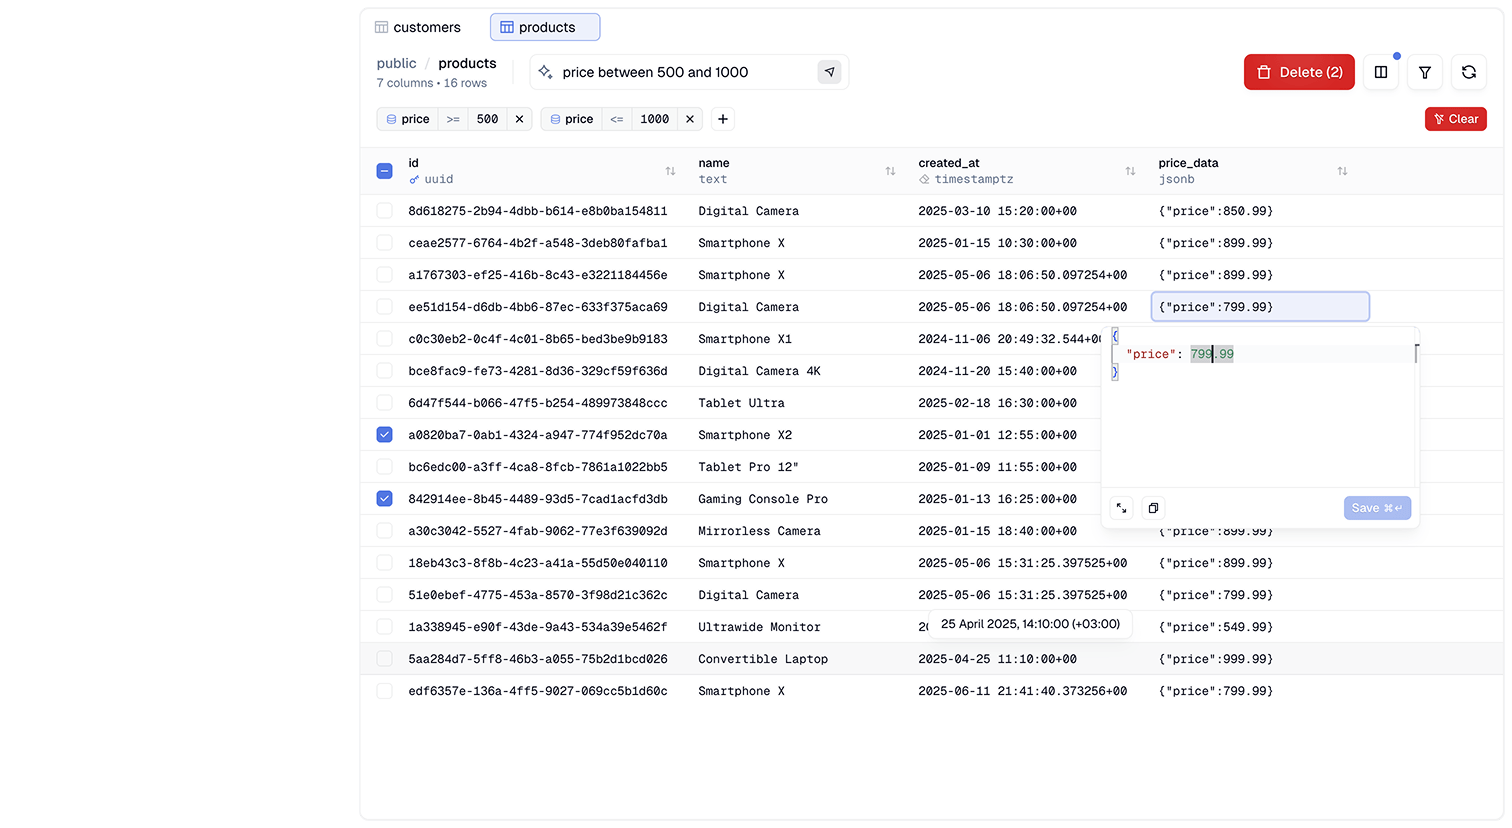 customers products
public / products
7 columns • 16 rows
price between 500 and 1000
Delete (2)
price >= 500 price <= 1000
Clear
id name created_at price_data
uuid text timestamptz jsonb
8d618275-2b94-4dbb-b614-e8b0ba154811 Digital Camera 2025-03-10 15:20:00+00 {"price":850.99}
ceae2577-6764-4b2f-a548-3deb80fafba1 Smartphone X 2025-01-15 10:30:00+00 {"price":899.99}
a1767303-ef25-416b-8c43-e3221184456e Smartphone X 2025-05-06 18:06:50.097254+00 {"price":899.99}
ee51d154-d6db-4bb6-87ec-633f375aca69 Digital Camera 2025-05-06 18:06:50.097254+00 {"price":799.99}
c0c30eb2-0c4f-4c01-8b65-bed3be9b9183 Smartphone X1 2024-11-06 20:49:32.544+00
{
"price": 799.99
}
bce8fac9-fe73-4281-8d36-329cf59f636d Digital Camera 4K 2024-11-20 15:40:00+00
6d47f544-b066-47f5-b254-489973848ccc Tablet Ultra 2025-02-18 16:30:00+00
a0820ba7-0ab1-4324-a947-774f952dc70a Smartphone X2 2025-01-01 12:55:00+00
bc6edc00-a3ff-4ca8-8fcb-7861a1022bb5 Tablet Pro 12" 2025-01-09 11:55:00+00
842914ee-8b45-4489-93d5-7cad1acfd3db Gaming Console Pro 2025-01-13 16:25:00+00
Save ⌘↵
a30c3042-5527-4fab-9062-77e3f639092d Mirrorless Camera 2025-01-15 18:40:00+00 {"price":899.99}
18eb43c3-8f8b-4c23-a41a-55d50e040110 Smartphone X 2025-05-06 15:31:25.397525+00 {"price":899.99}
51e0ebef-4775-453a-8570-3f98d21c362c Digital Camera 2025-05-06 15:31:25.397525+00 {"price":799.99}
1a338945-e90f-43de-9a43-534a39e5462f Ultrawide Monitor {"price":549.99}
25 April 2025, 14:10:00 (+03:00)
5aa284d7-5ff8-46b3-a055-75b2d1bcd026 Convertible Laptop 2025-04-25 11:10:00+00 {"price":999.99}
edf6357e-136a-4ff5-9027-069cc5b1d60c Smartphone X 2025-06-11 21:41:40.373256+00 {"price":799.99}